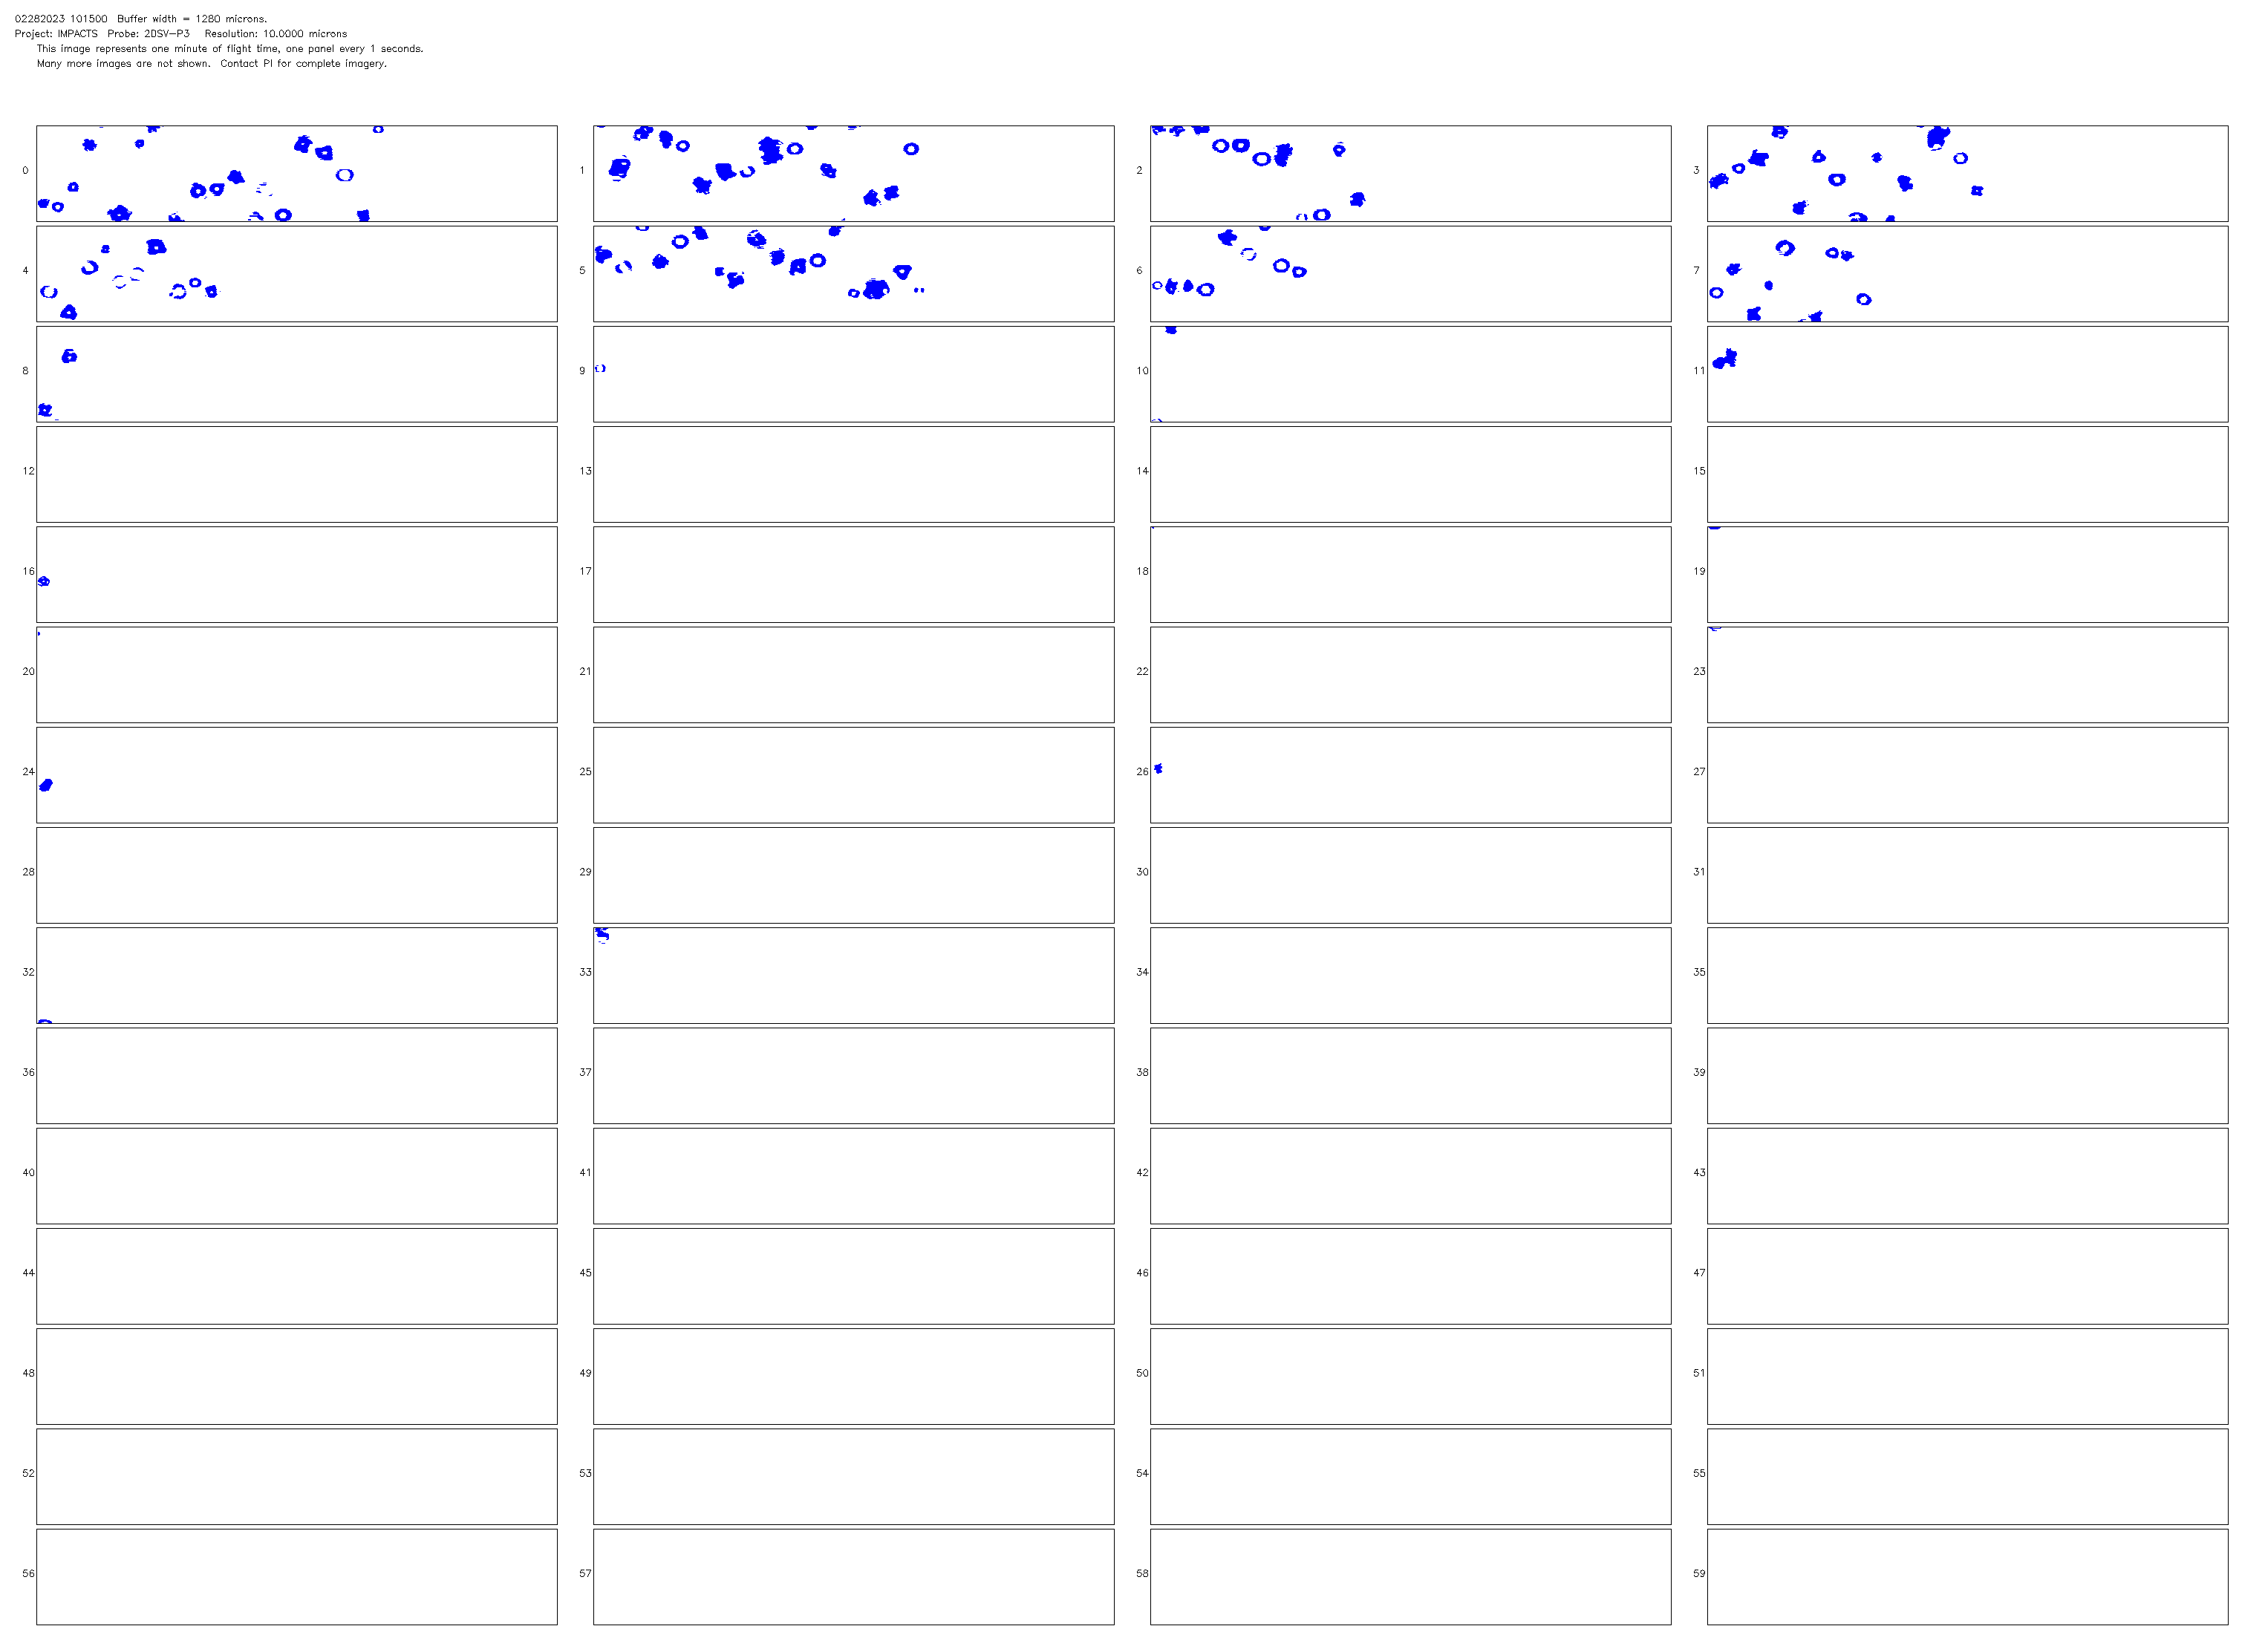 02282023 101500  Buffer width = 1280 microns.
Project: IMPACTS  Probe: 2DSV-P3  Resolution: 10.0000 microns
This image represents one minute of flight time, one panel every 1 seconds.
Many more images are not shown.  Contact PI for complete imagery.
0 1 2 3
4 5 6 7
8 9 10 11
12 13 14 15
16 17 18 19
20 21 22 23
24 25 26 27
28 29 30 31
32 33 34 35
36 37 38 39
40 41 42 43
44 45 46 47
48 49 50 51
52 53 54 55
56 57 58 59